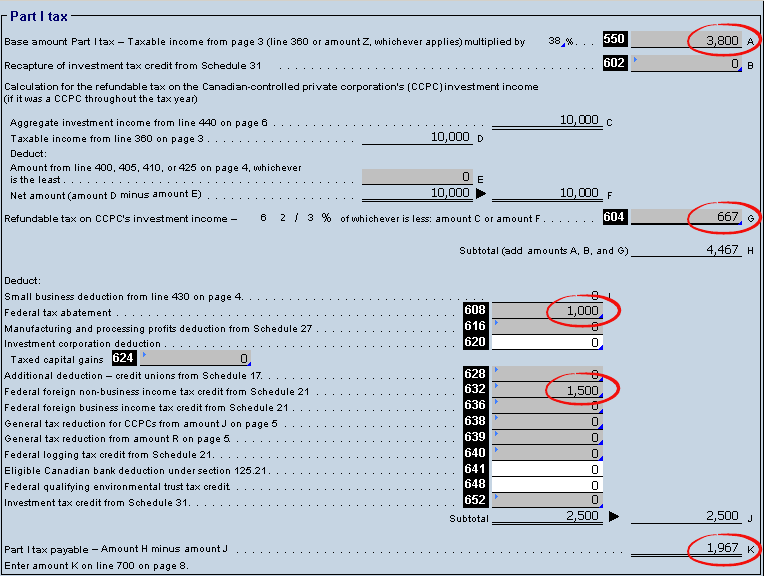 Part I tax
Base amount Part I tax – Taxable income from page 3 (line 360 or amount Z, whichever applies) multiplied by 38 % . . . 550 3,800 A
Recapture of investment tax credit from Schedule 31 602 0 B
Calculation for the refundable tax on the Canadian-controlled private corporation's (CCPC) investment income
(if it was a CCPC throughout the tax year)
Aggregate investment income from line 440 on page 6 10,000 C
Taxable income from line 360 on page 3 10,000 D
Deduct:
Amount from line 400, 405, 410, or 425 on page 4, whichever
is the least 0 E
Net amount (amount D minus amount E) 10,000 10,000 F
Refundable tax on CCPC's investment income – 6 2 / 3 % of whichever is less: amount C or amount F 604 667 G
Subtotal (add amounts A, B, and G) 4,467 H
Deduct:
Small business deduction from line 430 on page 4 0 I
Federal tax abatement 608 1,000
Manufacturing and processing profits deduction from Schedule 27 616 0
Investment corporation deduction 620 0
Taxed capital gains 624 0
Additional deduction – credit unions from Schedule 17 628 0
Federal foreign non-business income tax credit from Schedule 21 632 1,500
Federal foreign business income tax credit from Schedule 21 636 0
General tax reduction for CCPCs from amount J on page 5 638 0
General tax reduction from amount R on page 5 639 0
Federal logging tax credit from Schedule 21 640 0
Eligible Canadian bank deduction under section 125.21 641 0
Federal qualifying environmental trust tax credit 648 0
Investment tax credit from Schedule 31 652 0
Subtotal 2,500 2,500 J
Part I tax payable – Amount H minus amount J 1,967 K
Enter amount K on line 700 on page 8.